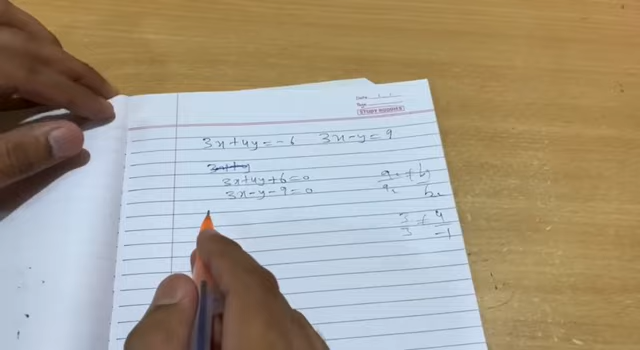 3x+4y=-6 3x-y=9
3x+4y+6=0
3x-y-9=0
a₁/a₂ ≠ b₁/b₂
3/3 ≠ 4/-1